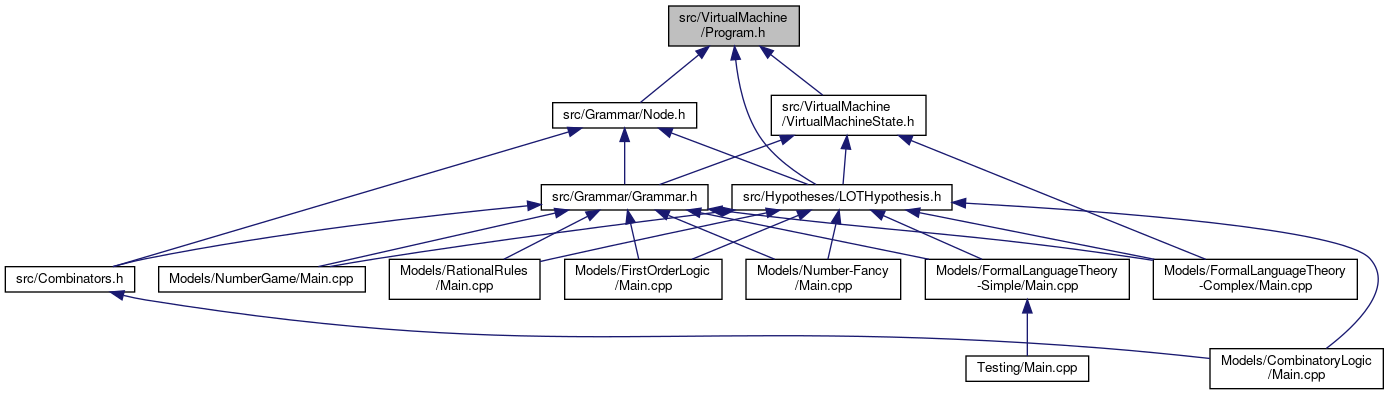 src/VirtualMachine
/Program.h
src/Grammar/Node.h
src/VirtualMachine
/VirtualMachineState.h
src/Grammar/Grammar.h
src/Hypotheses/LOTHypothesis.h
src/Combinators.h
Models/NumberGame/Main.cpp
Models/RationalRules
/Main.cpp
Models/FirstOrderLogic
/Main.cpp
Models/Number-Fancy
/Main.cpp
Models/FormalLanguageTheory
-Simple/Main.cpp
Models/FormalLanguageTheory
-Complex/Main.cpp
Testing/Main.cpp
Models/CombinatoryLogic
/Main.cpp